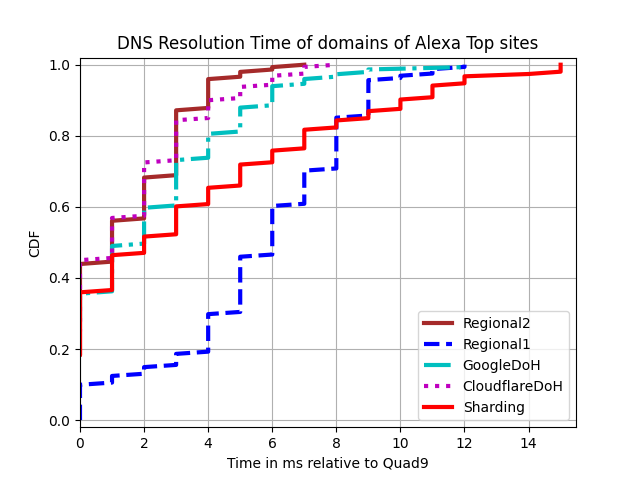 DNS Resolution Time of domains of Alexa Top sites
1.0
0.8
0.6
0.4
0.2
0.0
CDF
Regional2
Regional1
GoogleDoH
CloudflareDoH
Sharding
0 2 4 6 8 10 12 14
Time in ms relative to Quad9